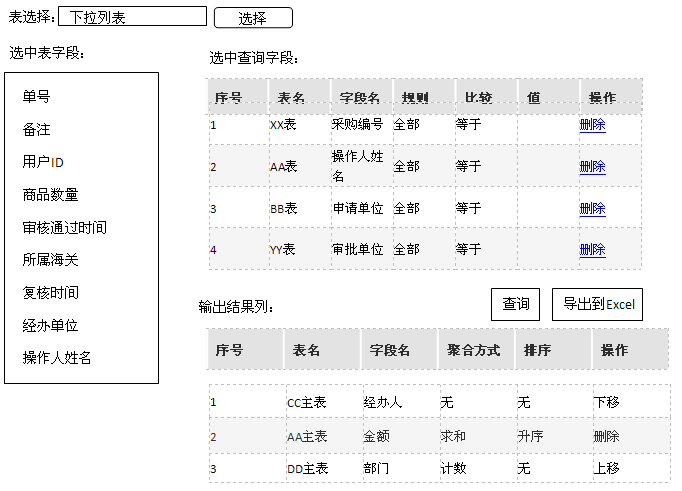 表选择： 下拉列表 选择
选中表字段：
单号
备注
用户ID
商品数量
审核通过时间
所属海关
复核时间
经办单位
操作人姓名
选中查询字段：
序号 表名 字段名 规则 比较 值 操作
1 XX表 采购编号 全部 等于 删除
2 AA表 操作人姓名 全部 等于 删除
3 BB表 申请单位 全部 等于 删除
4 YY表 审批单位 全部 等于 删除
查询 导出到Excel
输出结果列：
序号 表名 字段名 聚合方式 排序 操作
1 CC主表 经办人 无 无 下移
2 AA主表 金额 求和 升序 删除
3 DD主表 部门 计数 无 上移